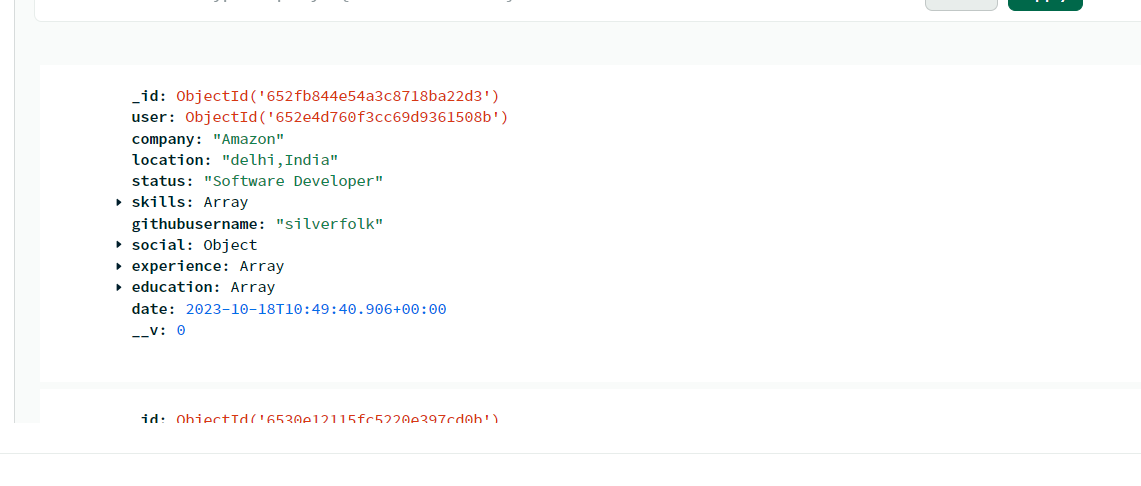 _id: ObjectId('652fb844e54a3c8718ba22d3')
user: ObjectId('652e4d760f3cc69d9361508b')
company: "Amazon"
location: "delhi,India"
status: "Software Developer"
skills: Array
githubusername: "silverfolk"
social: Object
experience: Array
education: Array
date: 2023-10-18T10:49:40.906+00:00
__v: 0
_id: ObjectId('6530e12115fc5220e397cd0b')